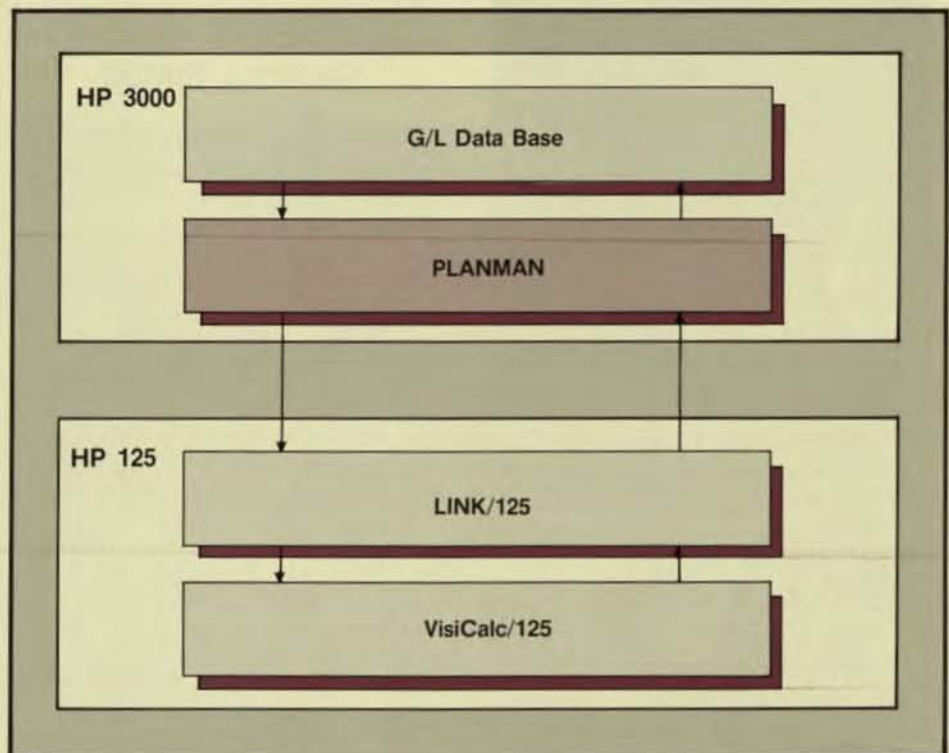 HP 3000
G/L Data Base
PLANMAN
HP 125
LINK/125
VisiCalc/125